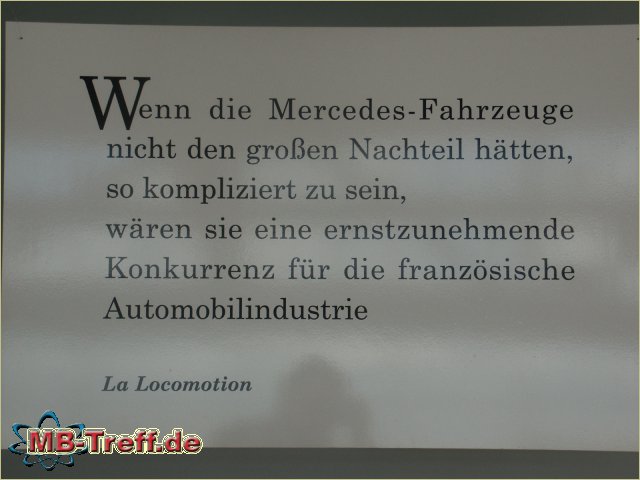 Wenn die Mercedes-Fahrzeuge
nicht den großen Nachteil hätten,
so kompliziert zu sein,
wären sie eine ernstzunehmende
Konkurrenz für die französische
Automobilindustrie
La Locomotion
MB-Treff.de